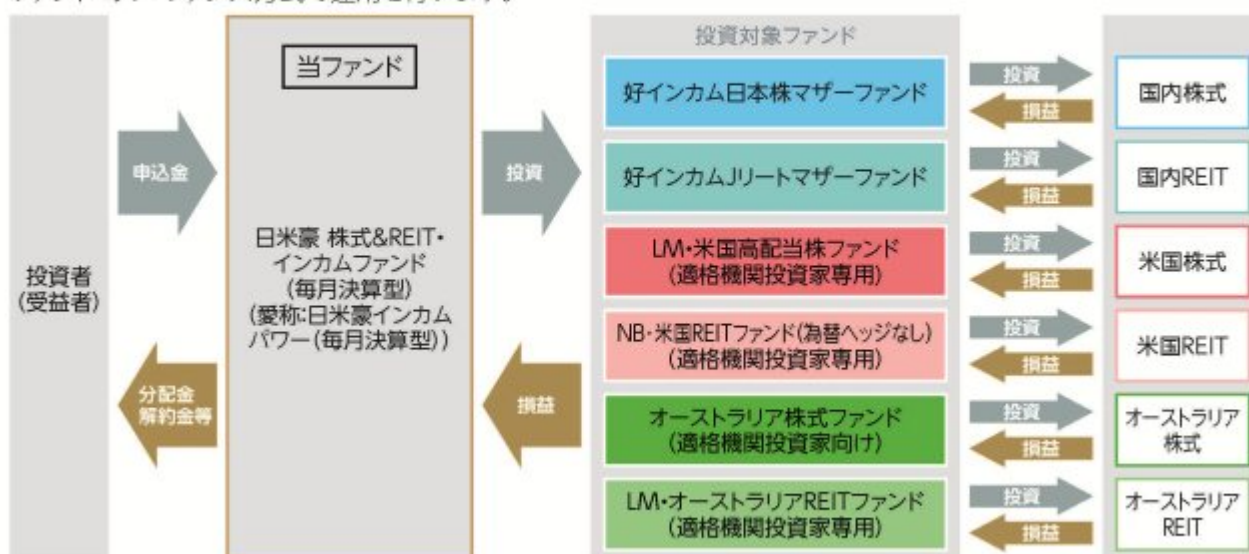 投資者
(受益者)
申込金
分配金
解約金等
当ファンド
日米豪 株式&REIT・
インカムファンド
(毎月決算型)
(愛称:日米豪インカム
パワー(毎月決算型))
投資
損益
投資対象ファンド
好インカム日本株マザーファンド
投資
損益
国内株式
好インカムJリートマザーファンド
投資
損益
国内REIT
LM・米国高配当株ファンド
(適格機関投資家専用)
投資
損益
米国株式
NB・米国REITファンド(為替ヘッジなし)
(適格機関投資家専用)
投資
損益
米国REIT
オーストラリア株式ファンド
(適格機関投資家向け)
投資
損益
オーストラリア
株式
LM・オーストラリアREITファンド
(適格機関投資家専用)
投資
損益
オーストラリア
REIT